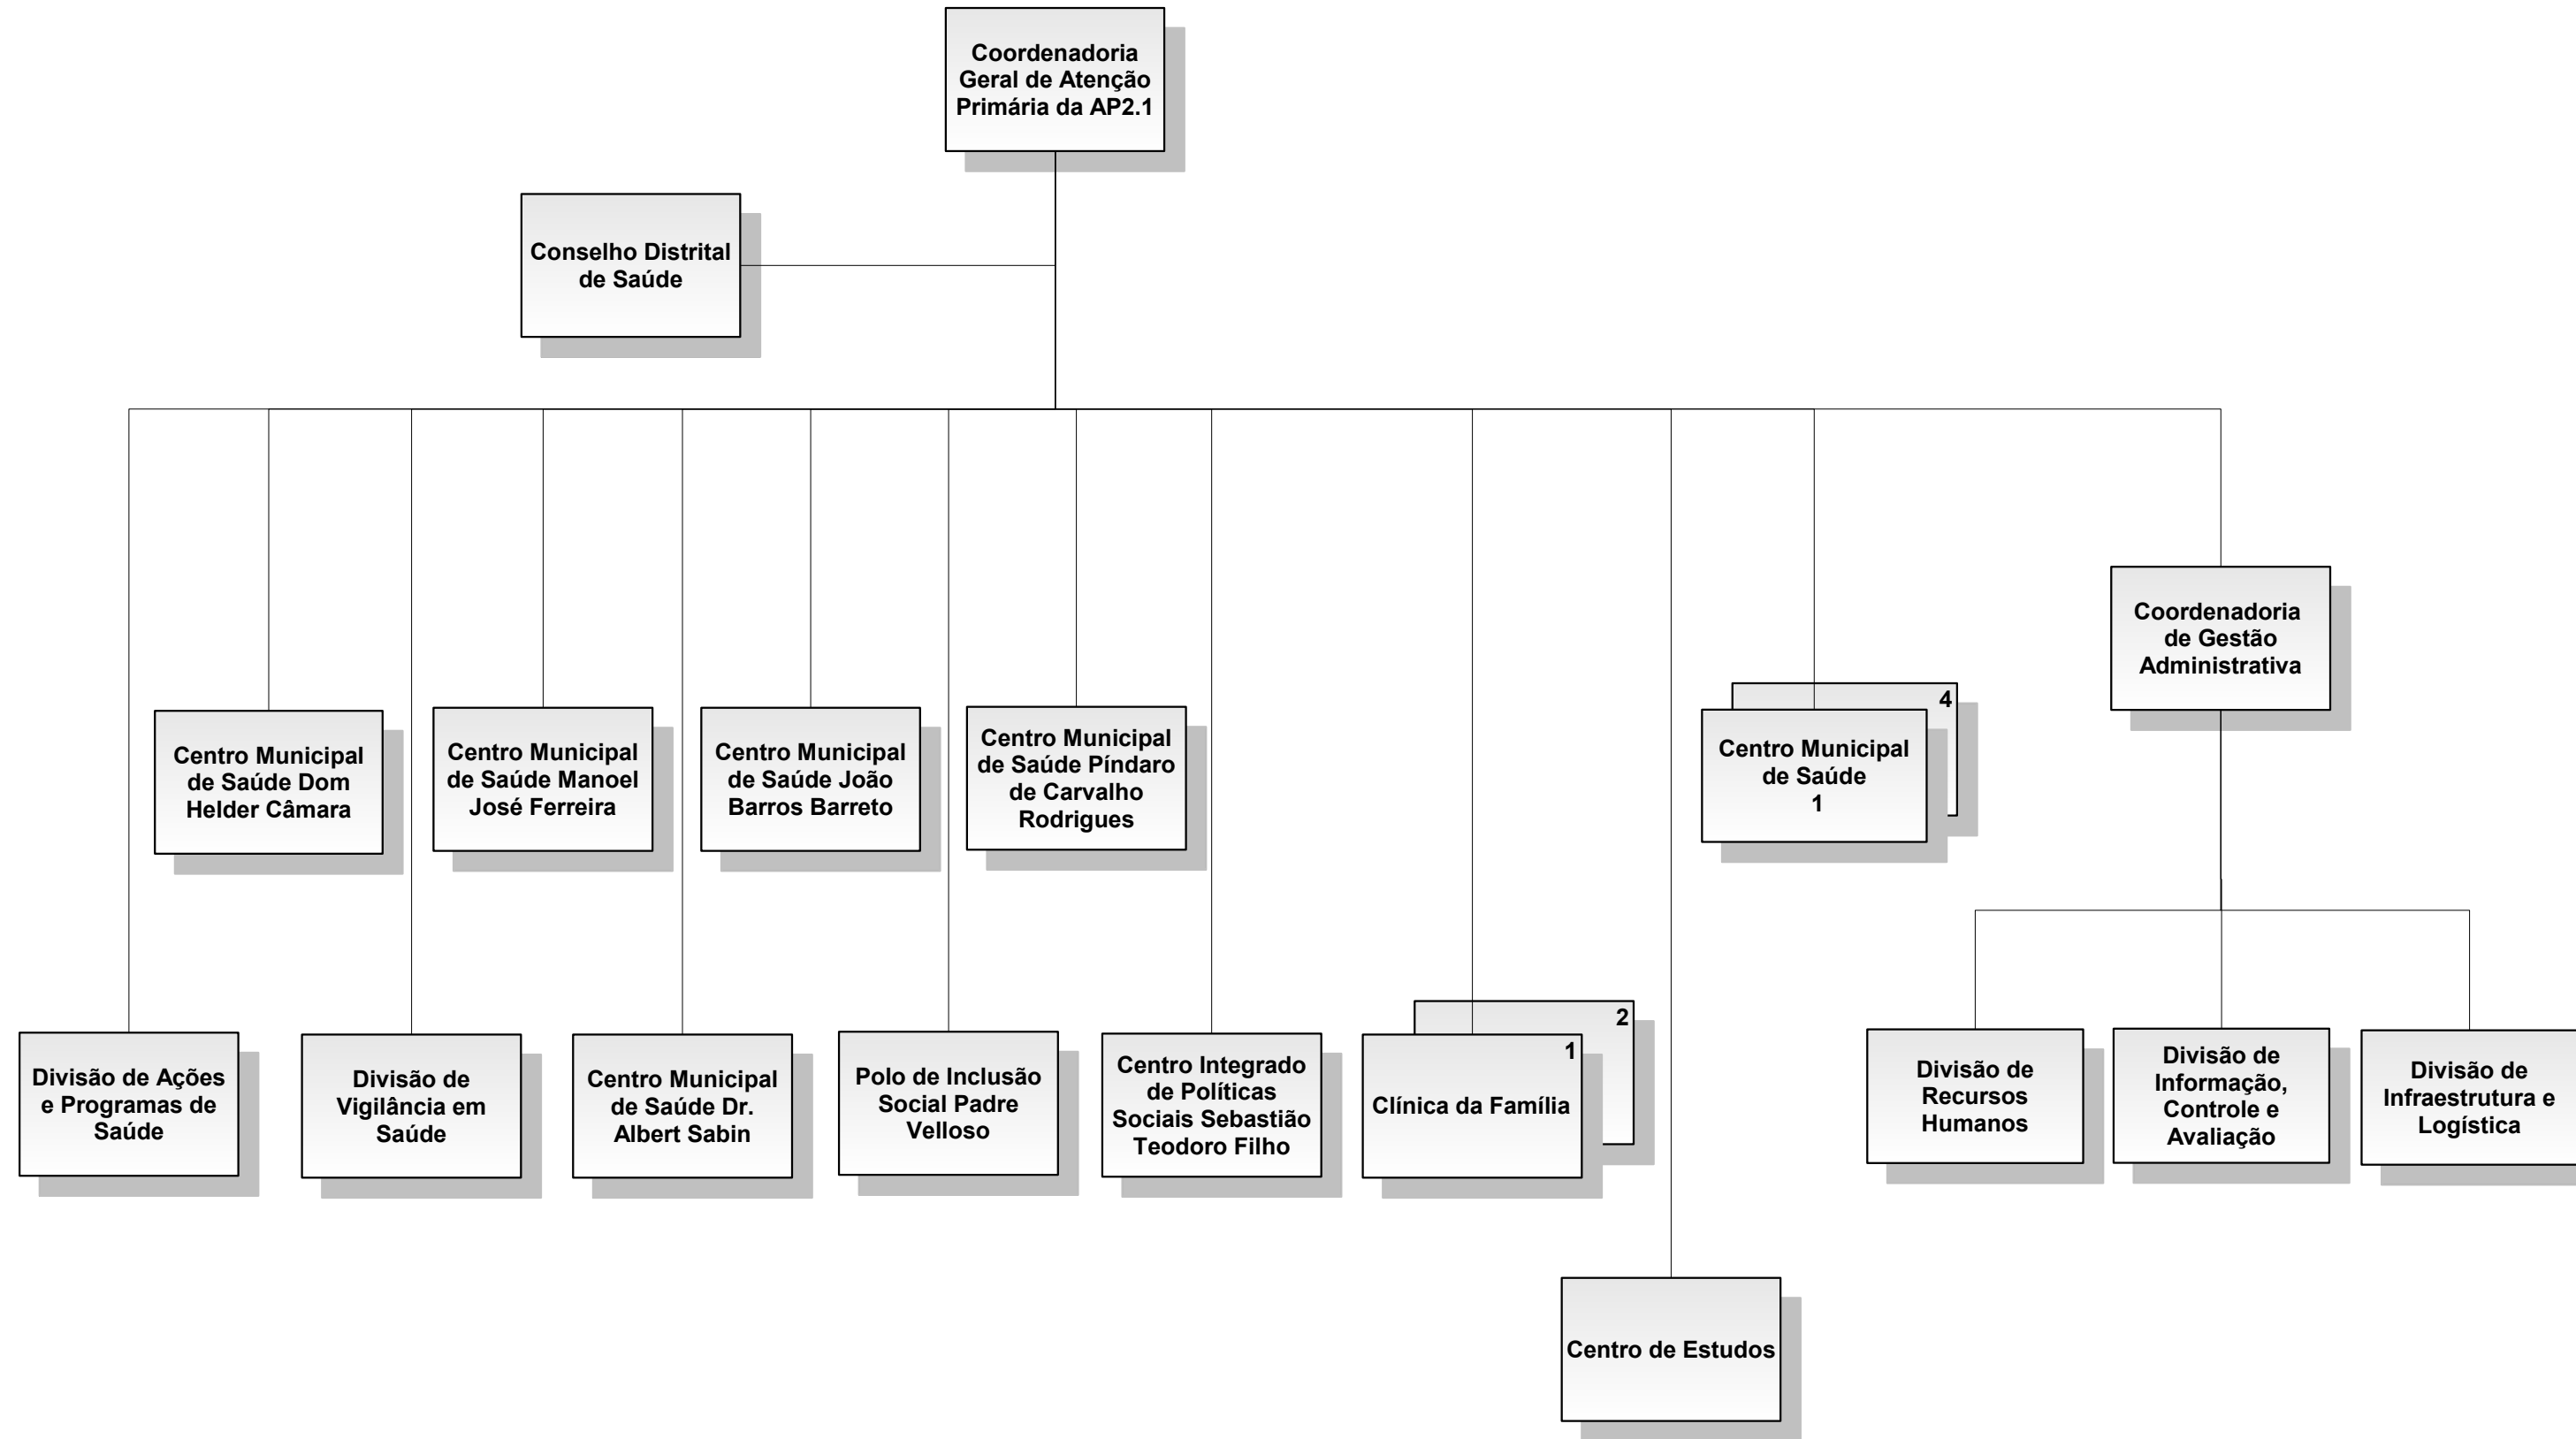 Coordenadoria
Geral de Atenção
Primária da AP2.1
Conselho Distrital
de Saúde
Coordenadoria
de Gestão
Administrativa
Centro Municipal
de Saúde Dom
Helder Câmara
Centro Municipal
de Saúde Manoel
José Ferreira
Centro Municipal
de Saúde João
Barros Barreto
Centro Municipal
de Saúde Píndaro
de Carvalho
Rodrigues
4
Centro Municipal
de Saúde
1
Divisão de Ações
e Programas de
Saúde
Divisão de
Vigilância em
Saúde
Centro Municipal
de Saúde Dr.
Albert Sabin
Polo de Inclusão
Social Padre
Velloso
Centro Integrado
de Políticas
Sociais Sebastião
Teodoro Filho
2
1
Clínica da Família
Divisão de
Recursos
Humanos
Divisão de
Informação,
Controle e
Avaliação
Divisão de
Infraestrutura e
Logística
Centro de Estudos